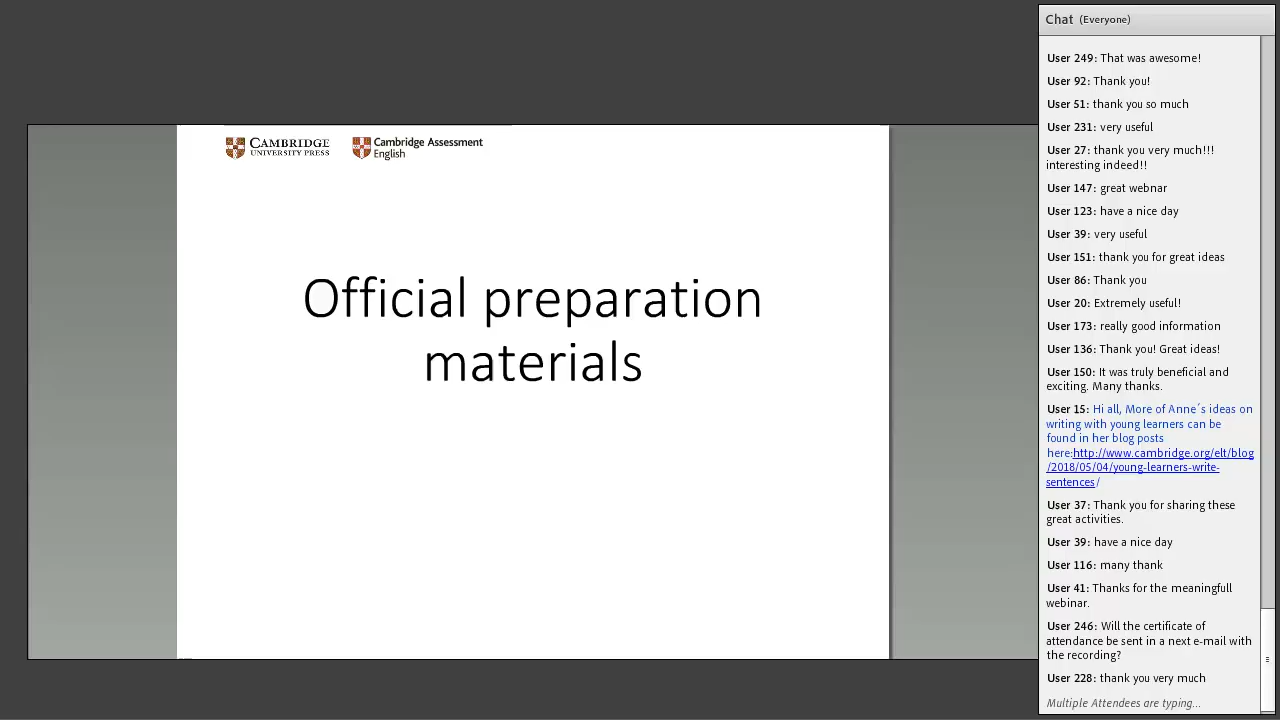 CAMBRIDGE
UNIVERSITY PRESS
Cambridge Assessment
English
Official preparation
materials
Chat (Everyone)
User 249: That was awesome!
User 92: Thank you!
User 51: thank you so much
User 231: very useful
User 27: thank you very much!!!
interesting indeed!!
User 147: great webnar
User 123: have a nice day
User 39: very useful
User 151: thank you for great ideas
User 86: Thank you
User 20: Extremely useful!
User 173: really good information
User 136: Thank you! Great ideas!
User 150: It was truly beneficial and
exciting. Many thanks.
User 15: Hi all, More of Anne´s ideas on
writing with young learners can be
found in her blog posts
here:http://www.cambridge.org/elt/blog
/2018/05/04/young-learners-write-
sentences/
User 37: Thank you for sharing these
great activities.
User 39: have a nice day
User 116: many thank
User 41: Thanks for the meaningfull
webinar.
User 246: Will the certificate of
attendance be sent in a next e-mail with
the recording?
User 228: thank you very much
Multiple Attendees are typing...